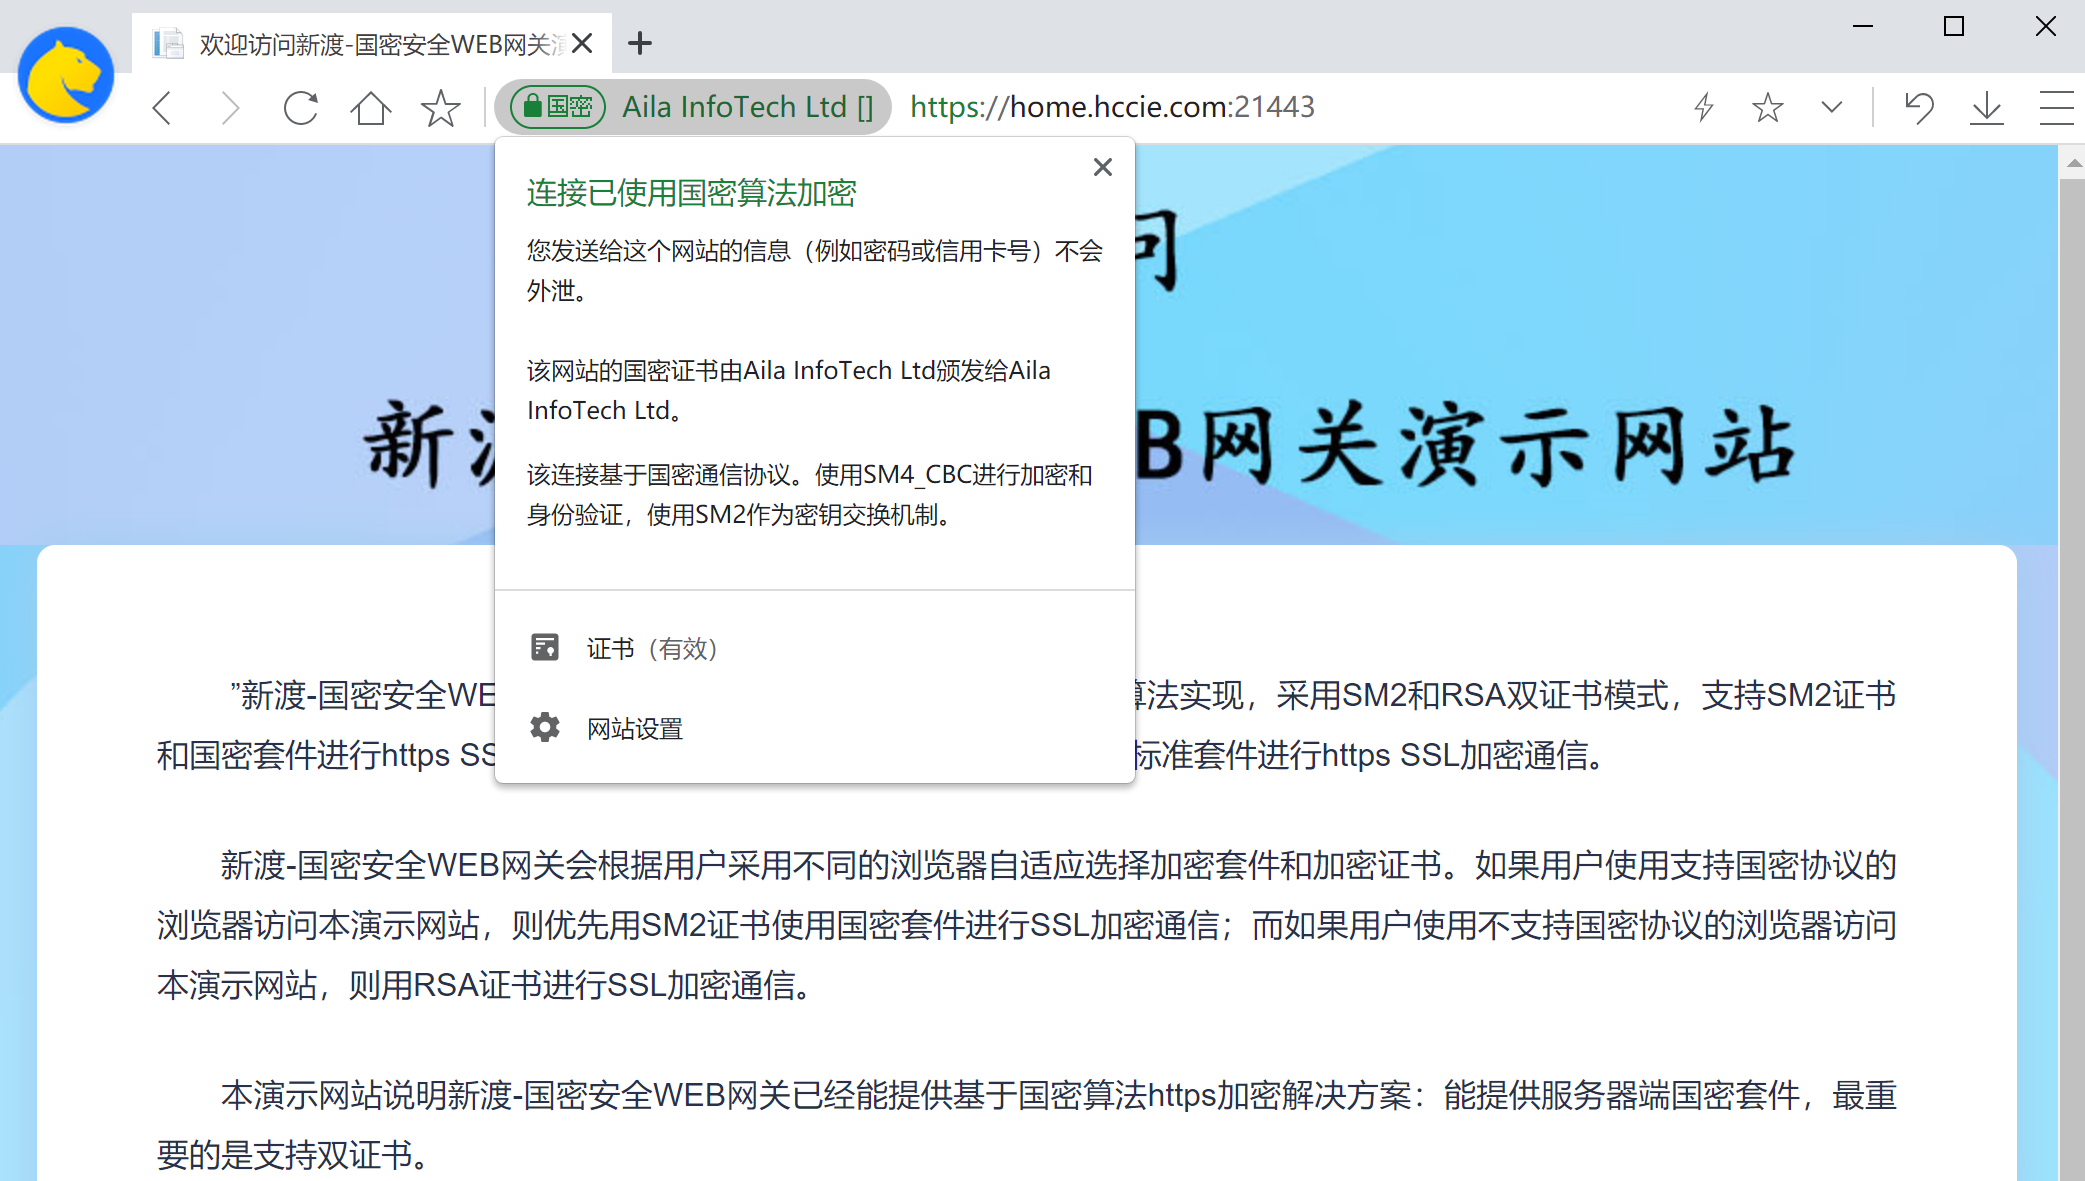 欢迎访问新渡-国密安全WEB网关
国密 Aila InfoTech Ltd [] https://home.hccie.com:21443
连接已使用国密算法加密
您发送给这个网站的信息（例如密码或信用卡号）不会
外泄。
该网站的国密证书由Aila InfoTech Ltd颁发给Aila
InfoTech Ltd。
该连接基于国密通信协议。使用SM4_CBC进行加密和
身份验证，使用SM2作为密钥交换机制。
证书（有效）
网站设置
问
新渡 B网关演示网站
”新渡-国密安全WE 算法实现，采用SM2和RSA双证书模式，支持SM2证书
和国密套件进行https SS 标准套件进行https SSL加密通信。
新渡-国密安全WEB网关会根据用户采用不同的浏览器自适应选择加密套件和加密证书。如果用户使用支持国密协议的
浏览器访问本演示网站，则优先用SM2证书使用国密套件进行SSL加密通信；而如果用户使用不支持国密协议的浏览器访问
本演示网站，则用RSA证书进行SSL加密通信。
本演示网站说明新渡-国密安全WEB网关已经能提供基于国密算法https加密解决方案：能提供服务器端国密套件，最重
要的是支持双证书。